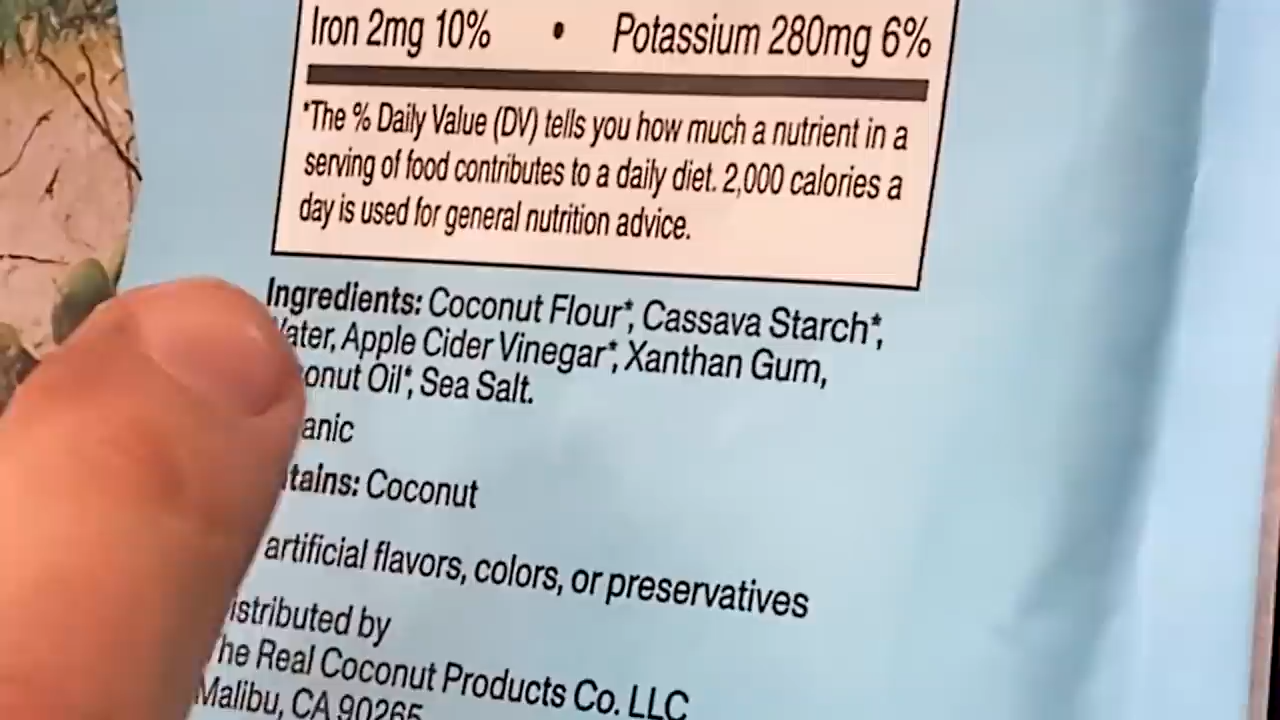 Iron 2mg 10% • Potassium 280mg 6%
*The % Daily Value (DV) tells you how much a nutrient in a
serving of food contributes to a daily diet. 2,000 calories a
day is used for general nutrition advice.
Ingredients: Coconut Flour*, Cassava Starch*,
ater, Apple Cider Vinegar*, Xanthan Gum,
onut Oil*, Sea Salt.
anic
tains: Coconut
artificial flavors, colors, or preservatives
istributed by
The Real Coconut Products Co. LLC
Malibu, CA 90265